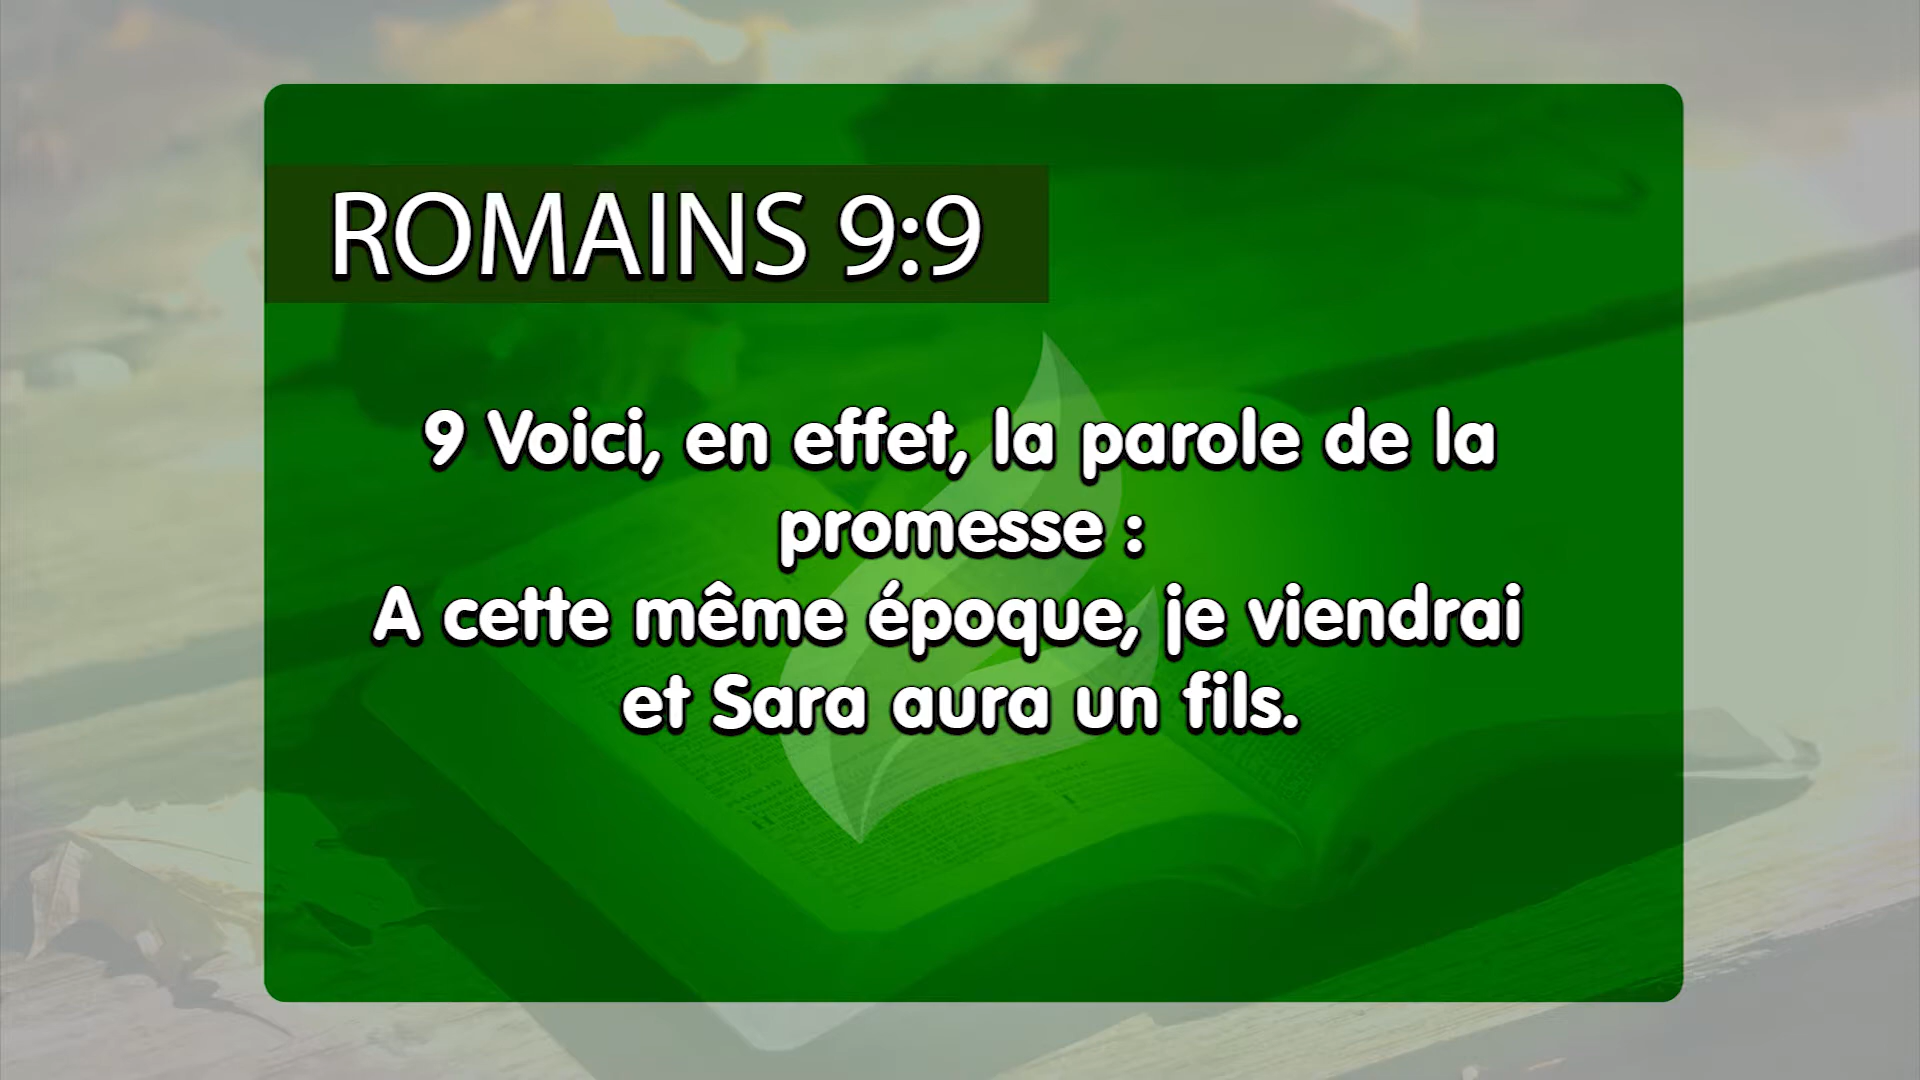 ROMAINS 9:9
9 Voici, en effet, la parole de la
promesse :
A cette même époque, je viendrai
et Sara aura un fils.